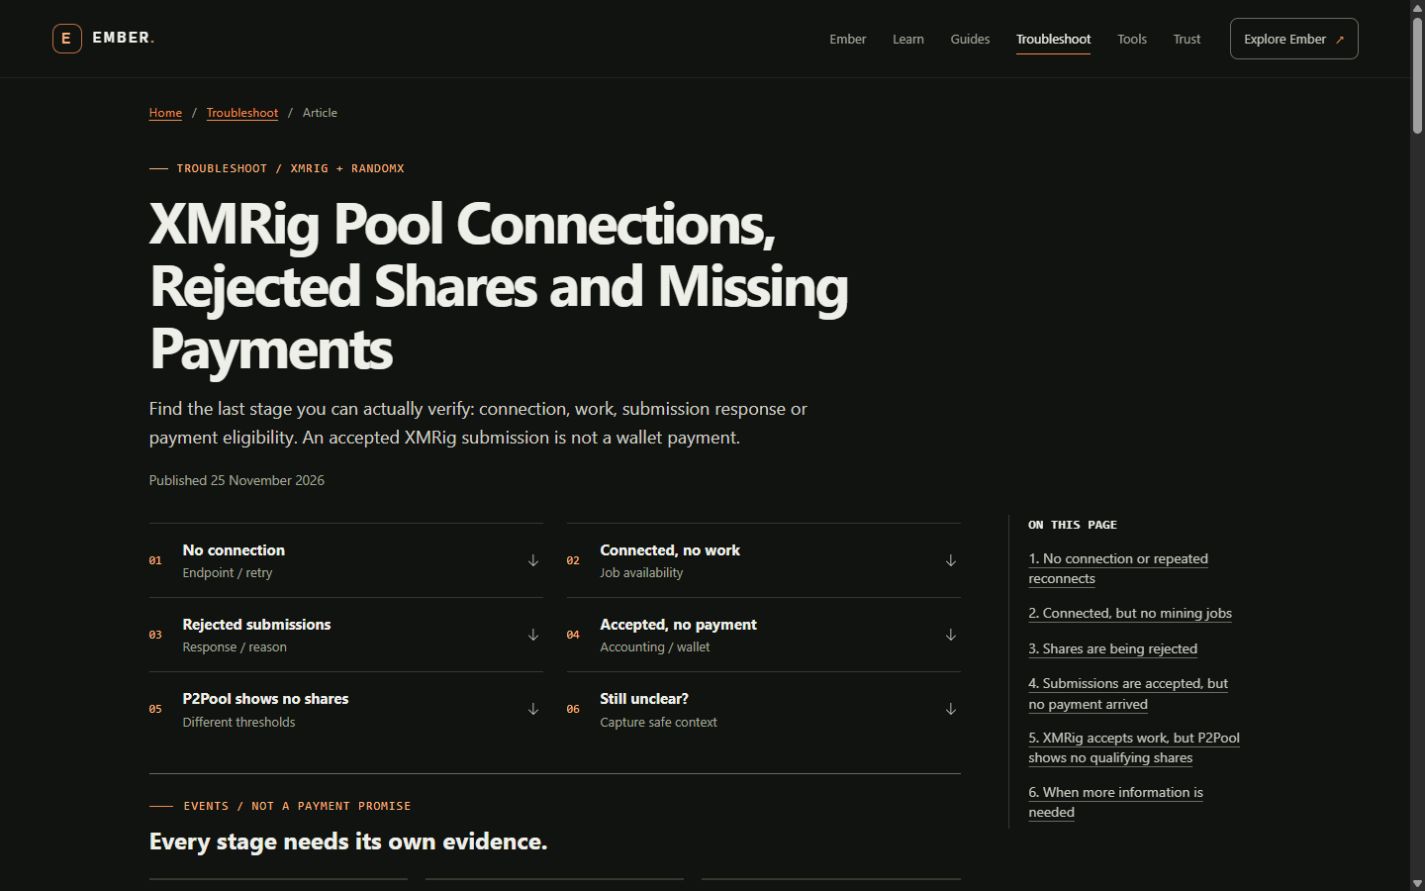 E EMBER.
Ember Learn Guides Troubleshoot Tools Trust Explore Ember ↗
Home / Troubleshoot / Article
TROUBLESHOOT / XMRIG + RANDOMX
XMRig Pool Connections,
Rejected Shares and Missing
Payments
Find the last stage you can actually verify: connection, work, submission response or
payment eligibility. An accepted XMRig submission is not a wallet payment.
Published 25 November 2026
01 No connection ↓
Endpoint / retry
02 Connected, no work ↓
Job availability
03 Rejected submissions ↓
Response / reason
04 Accepted, no payment ↓
Accounting / wallet
05 P2Pool shows no shares ↓
Different thresholds
06 Still unclear? ↓
Capture safe context
EVENTS / NOT A PAYMENT PROMISE
Every stage needs its own evidence.
ON THIS PAGE
1. No connection or repeated
reconnects
2. Connected, but no mining jobs
3. Shares are being rejected
4. Submissions are accepted, but
no payment arrived
5. XMRig accepts work, but P2Pool
shows no qualifying shares
6. When more information is
needed